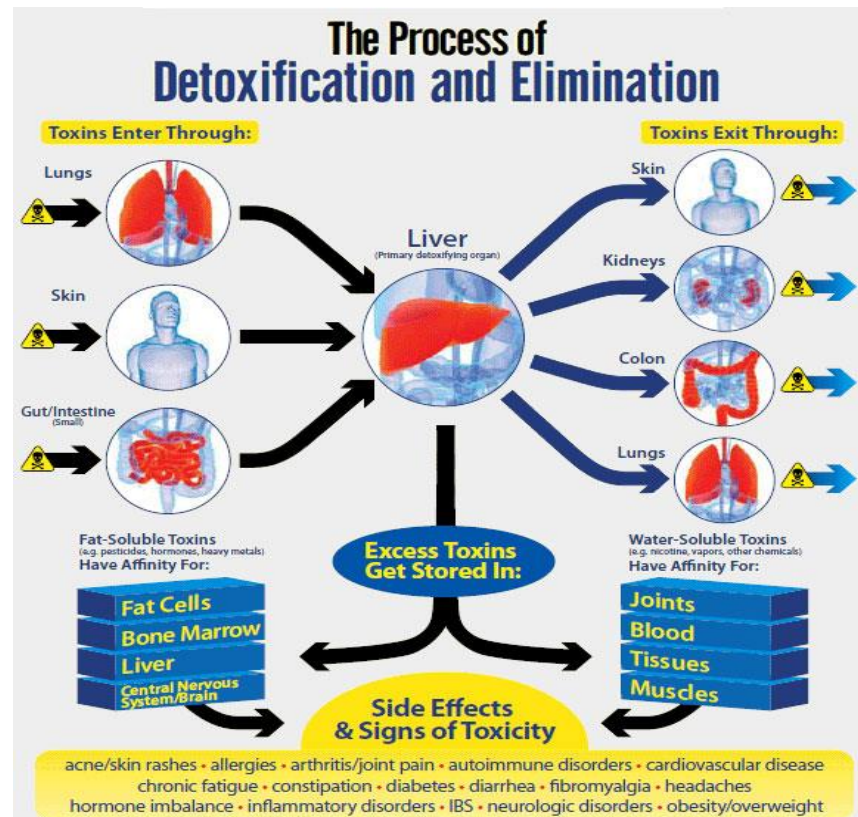 The Process of
Detoxification and Elimination
Toxins Enter Through:
Lungs
Skin
Gut/Intestine
(Small)
Liver
(Primary detoxifying organ)
Toxins Exit Through:
Skin
Kidneys
Colon
Lungs
Fat-Soluble Toxins
(e.g. pesticides, hormones, heavy metals)
Have Affinity For:
Fat Cells
Bone Marrow
Liver
Central Nervous
System/Brain
Excess Toxins
Get Stored In:
Water-Soluble Toxins
(e.g. nicotine, vapors, other chemicals)
Have Affinity For:
Joints
Blood
Tissues
Muscles
Side Effects
& Signs of Toxicity
acne/skin rashes • allergies • arthritis/joint pain • autoimmune disorders • cardiovascular disease
chronic fatigue • constipation • diabetes • diarrhea • fibromyalgia • headaches
hormone imbalance • inflammatory disorders • IBS • neurologic disorders • obesity/overweight